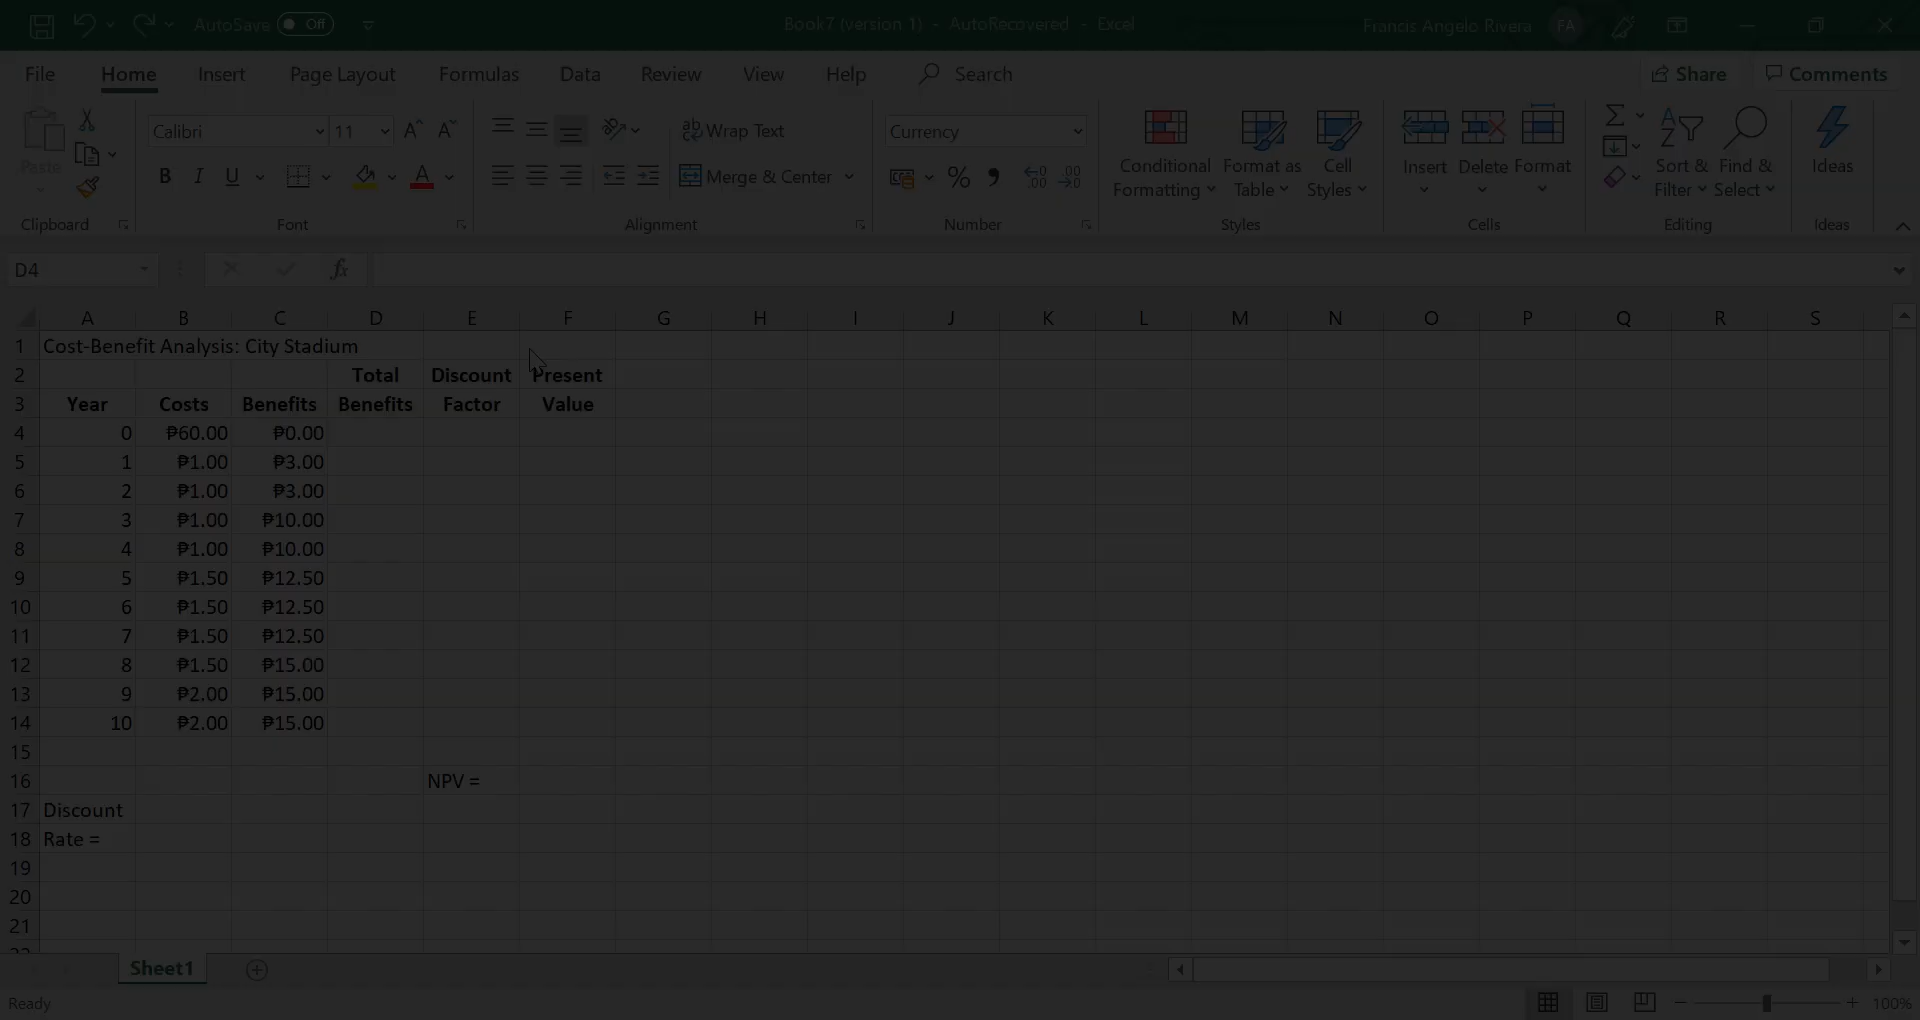 AutoSave Off Book7 (version 1) - AutoRecovered - Excel Francis Angelo Rivera FA
File Home Insert Page Layout Formulas Data Review View Help Search Share Comments
Paste
Clipboard
Calibri 11
B I U
Font
Wrap Text
Merge & Center
Alignment
Currency
Number
Conditional Formatting
Format as Table
Cell Styles
Styles
Insert Delete Format
Cells
Sort & Filter
Find & Select
Editing
Ideas
Ideas
D4 fx
A B C D E F G H I J K L M N O P Q R S
1 Cost-Benefit Analysis: City Stadium
2 Total Discount Present
3 Year Costs Benefits Benefits Factor Value
4 0 ₱60.00 ₱0.00
5 1 ₱1.00 ₱3.00
6 2 ₱1.00 ₱3.00
7 3 ₱1.00 ₱10.00
8 4 ₱1.00 ₱10.00
9 5 ₱1.50 ₱12.50
10 6 ₱1.50 ₱12.50
11 7 ₱1.50 ₱12.50
12 8 ₱1.50 ₱15.00
13 9 ₱2.00 ₱15.00
14 10 ₱2.00 ₱15.00
15
16 NPV =
17 Discount
18 Rate =
19
20
21
Sheet1
Ready 100%